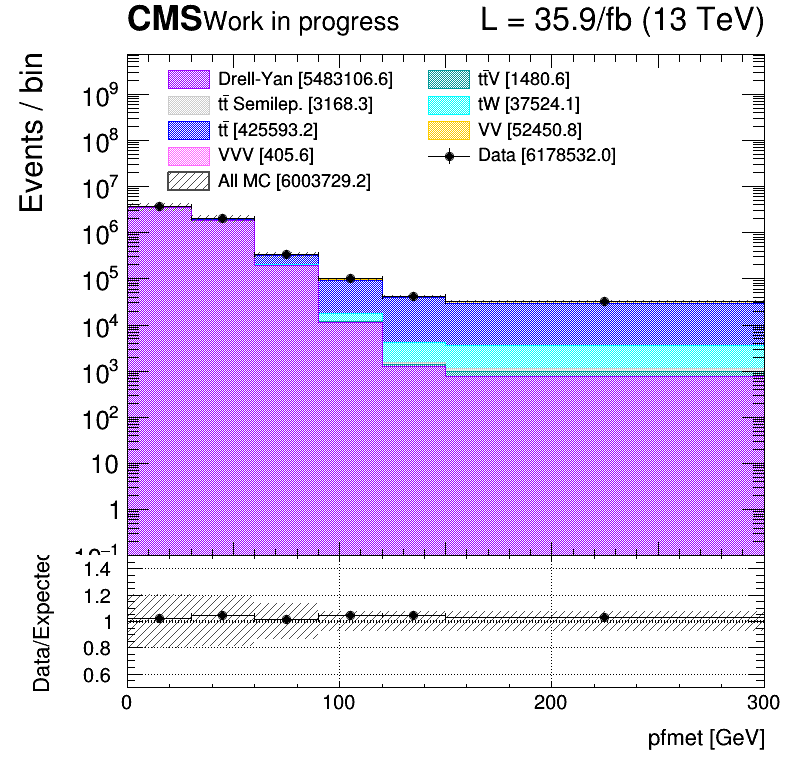 CMS Work in progress L = 35.9/fb (13 TeV)
Events / bin
Drell-Yan [5483106.6] tt̄V [1480.6]
tt̄ Semilep. [3168.3] tW [37524.1]
tt̄ [425593.2] VV [52450.8]
VVV [405.6] Data [6178532.0]
All MC [6003729.2]
10⁹
10⁸
10⁷
10⁶
10⁵
10⁴
10³
10²
10
1
10⁻¹
Data/Expected
1.4
1.2
1
0.8
0.6
0 100 200 300
pfmet [GeV]